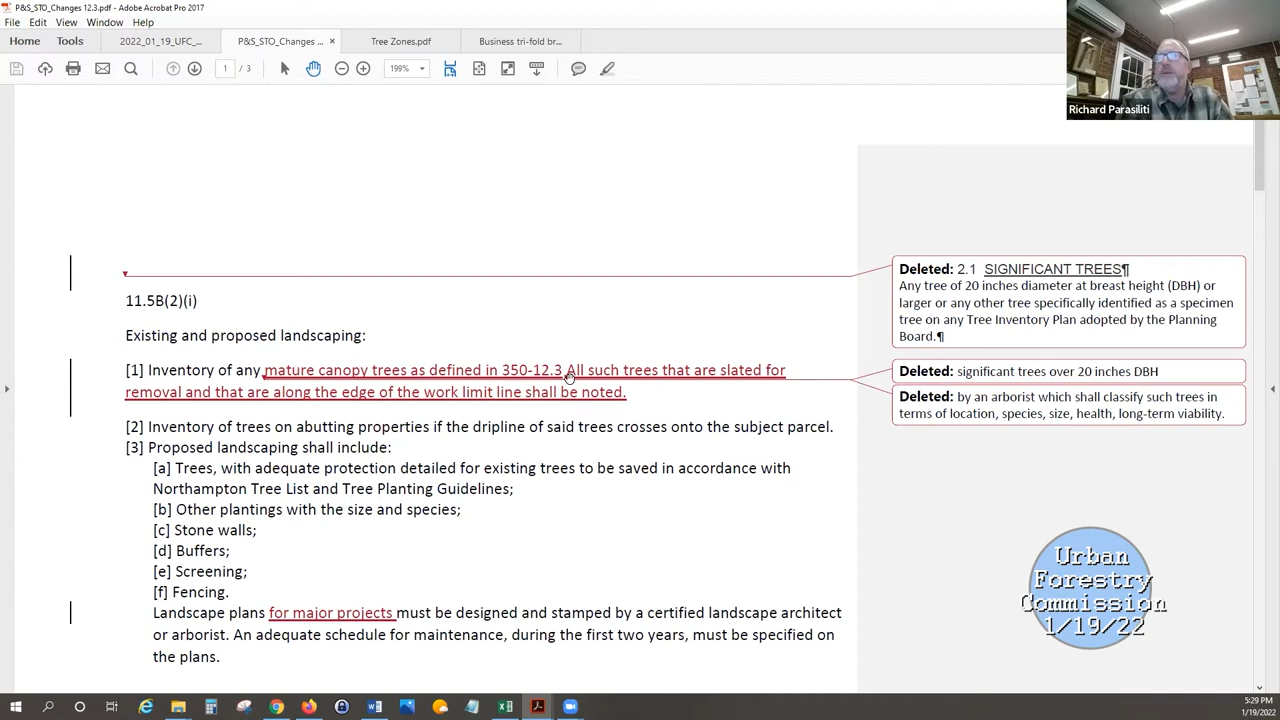 P&S_STO_Changes 12.3.pdf - Adobe Acrobat Pro 2017
File Edit View Window Help
Home Tools 2022_01_19_UFC_... P&S_STO_Changes ... × Tree Zones.pdf Business tri-fold br...
1 / 3 199%
Richard Parasiliti
Deleted: 2.1 SIGNIFICANT TREES¶
Any tree of 20 inches diameter at breast height (DBH) or
larger or any other tree specifically identified as a specimen
tree on any Tree Inventory Plan adopted by the Planning
Board.¶
11.5B(2)(i)
Existing and proposed landscaping:
[1] Inventory of any mature canopy trees as defined in 350-12.3 All such trees that are slated for
removal and that are along the edge of the work limit line shall be noted.
Deleted: significant trees over 20 inches DBH
Deleted: by an arborist which shall classify such trees in
terms of location, species, size, health, long-term viability.
[2] Inventory of trees on abutting properties if the dripline of said trees crosses onto the subject parcel.
[3] Proposed landscaping shall include:
[a] Trees, with adequate protection detailed for existing trees to be saved in accordance with
Northampton Tree List and Tree Planting Guidelines;
[b] Other plantings with the size and species;
[c] Stone walls;
[d] Buffers;
[e] Screening;
[f] Fencing.
Landscape plans for major projects must be designed and stamped by a certified landscape architect
or arborist. An adequate schedule for maintenance, during the first two years, must be specified on
the plans.
Urban
Forestry
Commission
1/19/22
5:29 PM
1/19/2022